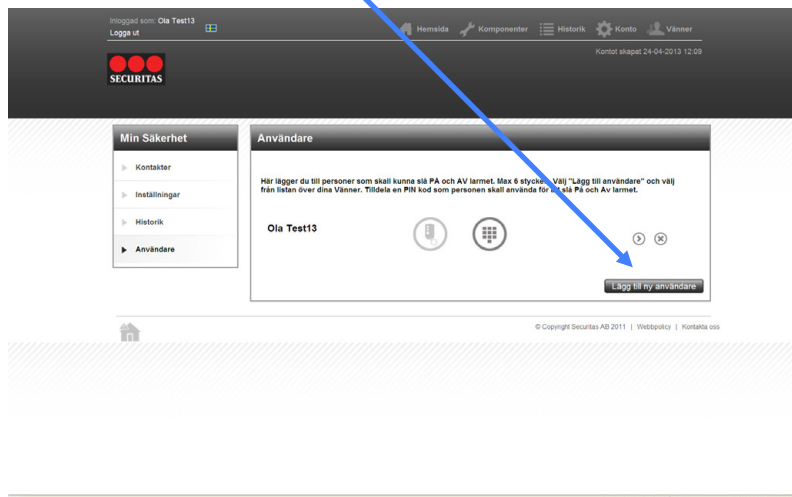 Inloggad som: Ola Test13
Logga ut
Hemsida Komponenter Historik Konto Vänner
Kontot skapat 24-04-2013 12:09
SECURITAS
Min Säkerhet
Kontakter
Inställningar
Historik
Användare
Användare
Här lägger du till personer som skall kunna slå PÅ och AV larmet. Max 6 stycken. Välj "Lägg till användare" och välj
från listan över dina Vänner. Tilldela en PIN kod som personen skall använda för att slå På och Av larmet.
Ola Test13
Lägg till ny användare
© Copyright Securitas AB 2011 | Webbpolicy | Kontakta oss